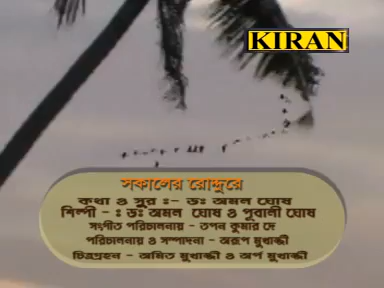 KIRAN
সকালের রোদ্দুরে
কথা ও সুর ঃ- ডঃ অমল ঘোষ
শিল্পী - ঃ ডঃ অমল ঘোষ ও পুবালী ঘোষ
সংগীত পরিচালনায় - তপন কুমার দে
পরিচালনায় ও সম্পাদনা - অরূপ মুখার্জী
চিত্রগ্রহন - অমিত মুখার্জী ও অর্প মুখার্জী